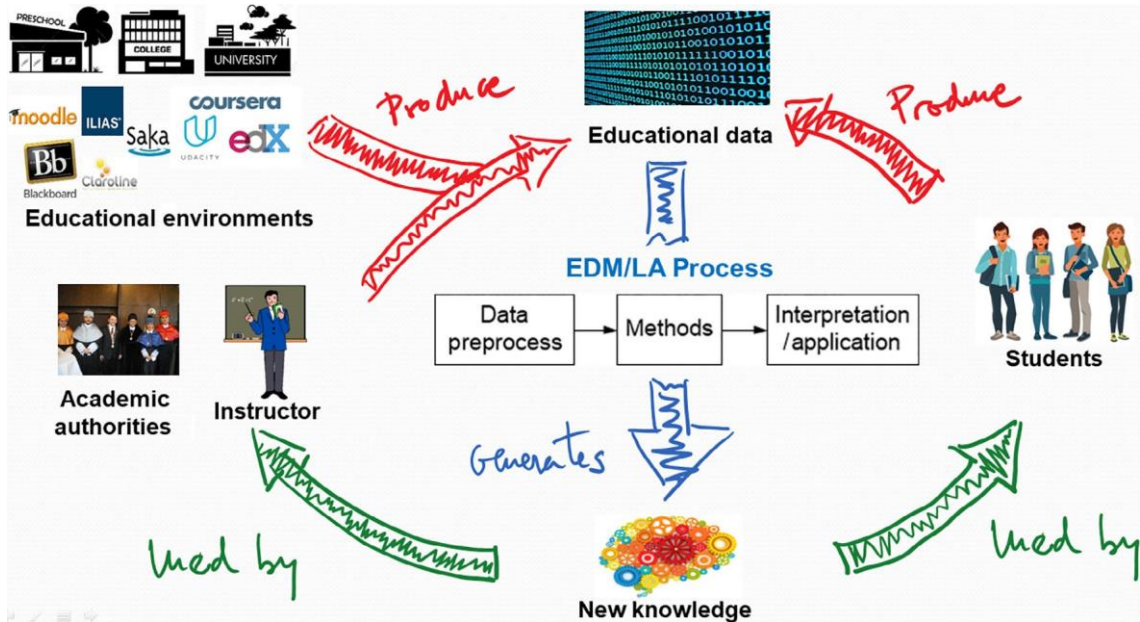 PRESCHOOL
COLLEGE
UNIVERSITY
moodle
ILIAS
Saka
UDACITY
coursera
edX
Bb
Blackboard
Claroline
Educational environments
Produce
Educational data
Produce
EDM/LA Process
Data
preprocess
Methods
Interpretation
/application
Students
Academic
authorities
Instructor
Generates
used by
used by
New knowledge